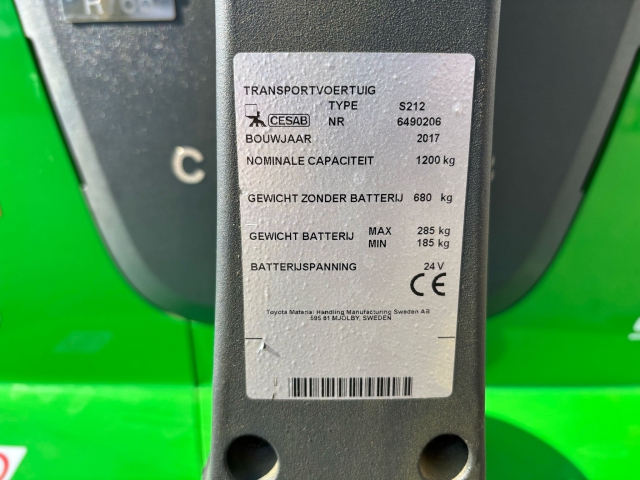 TRANSPORTVOERTUIG
TYPE S212
CESAB NR 6490206
BOUWJAAR 2017
NOMINALE CAPACITEIT 1200 kg
C
GEWICHT ZONDER BATTERIJ 680 kg
GEWICHT BATTERIJ MAX 285 kg
MIN 185 kg
BATTERIJSPANNING 24 V
CE
Toyota Material Handling Manufacturing Sweden AB
595 81 MJÖLBY, SWEDEN